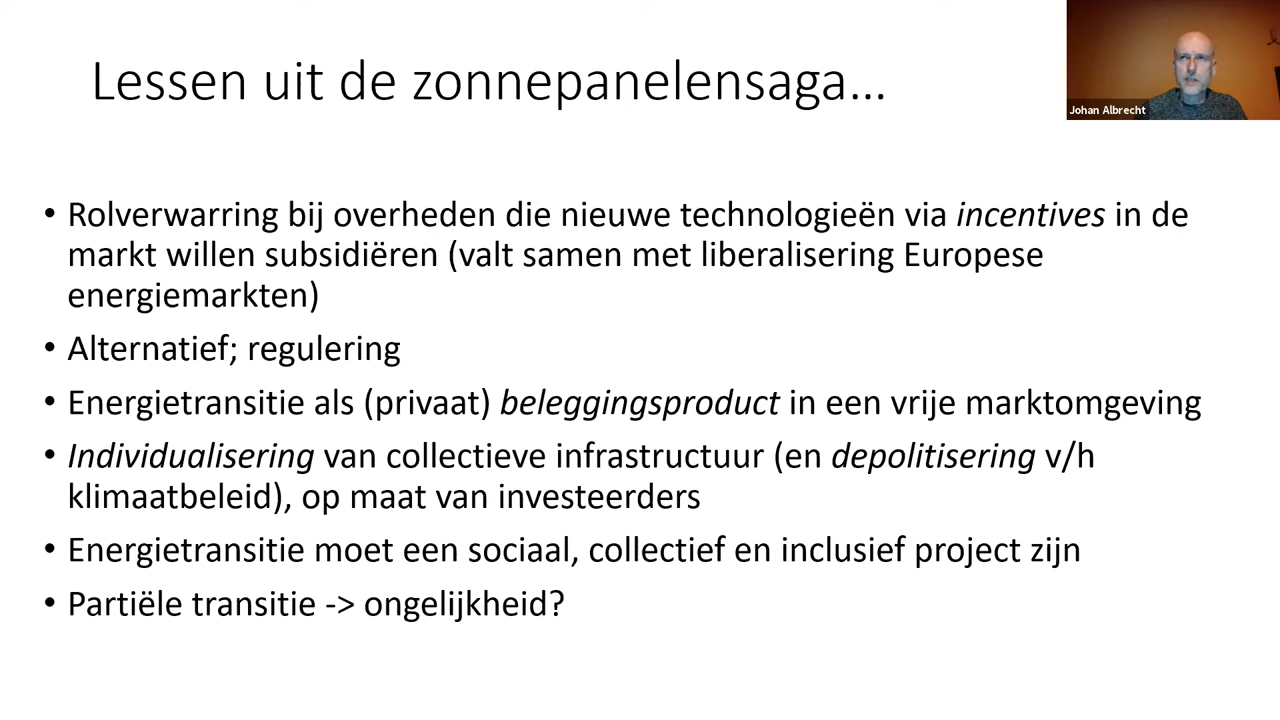 Lessen uit de zonnepanelensaga...
Johan Albrecht
• Rolverwarring bij overheden die nieuwe technologieën via incentives in de
markt willen subsidiëren (valt samen met liberalisering Europese
energiemarkten)
• Alternatief; regulering
• Energietransitie als (privaat) beleggingsproduct in een vrije marktomgeving
• Individualisering van collectieve infrastructuur (en depolitisering v/h
klimaatbeleid), op maat van investeerders
• Energietransitie moet een sociaal, collectief en inclusief project zijn
• Partiële transitie -> ongelijkheid?